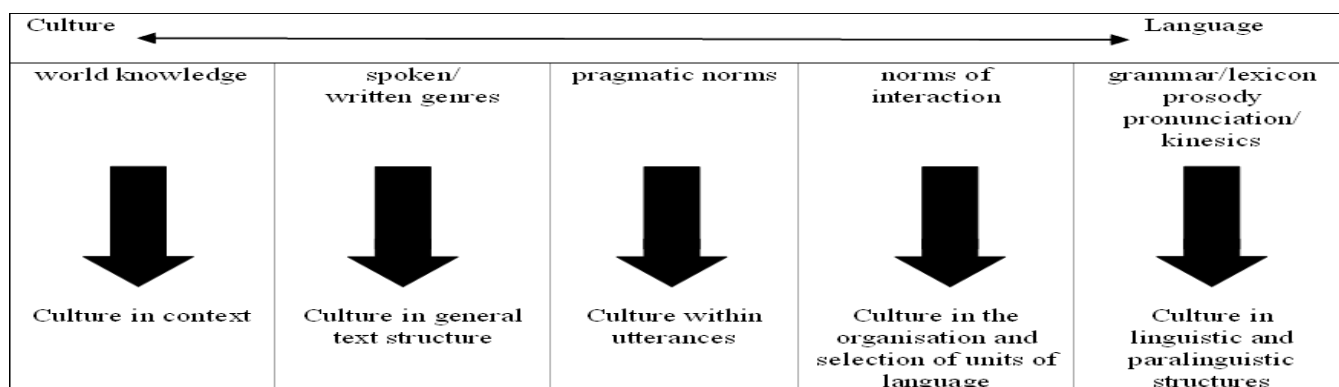 Culture
Language
world knowledge
spoken/
written genres
pragmatic norms
norms of
interaction
grammar/lexicon
prosody
pronunciation/
kinesics
Culture in context
Culture in general
text structure
Culture within
utterances
Culture in the
organisation and
selection of units of
language
Culture in
linguistic and
paralinguistic
structures